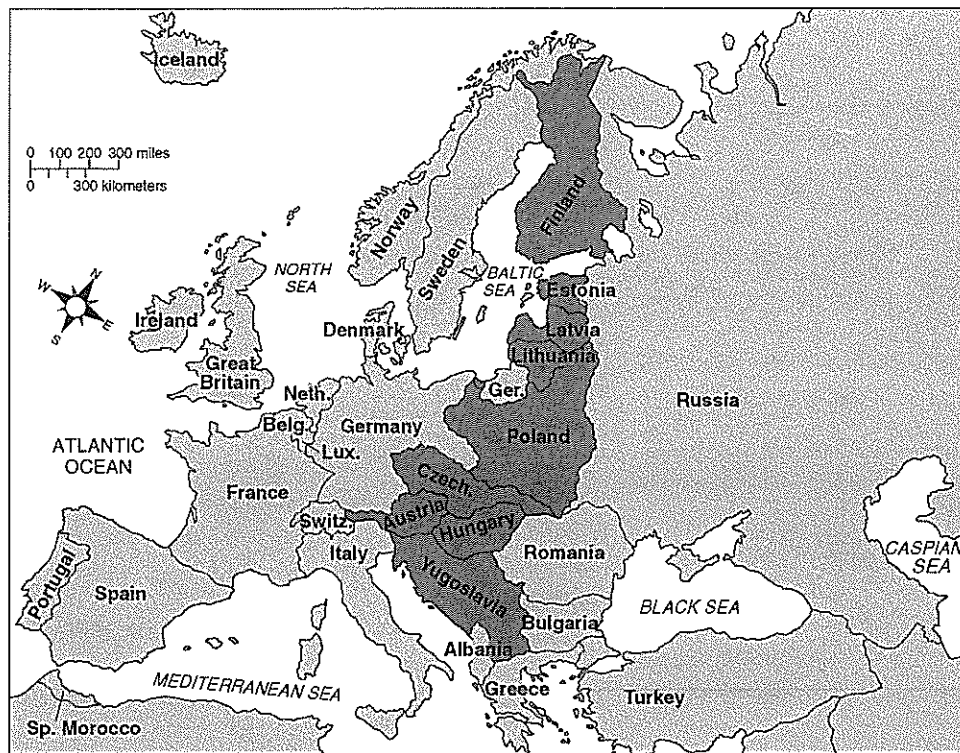 Iceland
0 100 200 300 miles
0 300 kilometers
N
W
E
S
NORTH
SEA
Norway
Sweden
Finland
BALTIC
SEA
Estonia
Latvia
Lithuania
Ireland
Denmark
Great
Britain
Neth.
Ger.
Russia
Belg.
Germany
Poland
ATLANTIC
OCEAN
Lux.
Czech.
France
Switz.
Austria
Hungary
Italy
Romania
CASPIAN
SEA
Portugal
Spain
Yugoslavia
BLACK SEA
Bulgaria
Albania
MEDITERRANEAN SEA
Greece
Turkey
Sp. Morocco